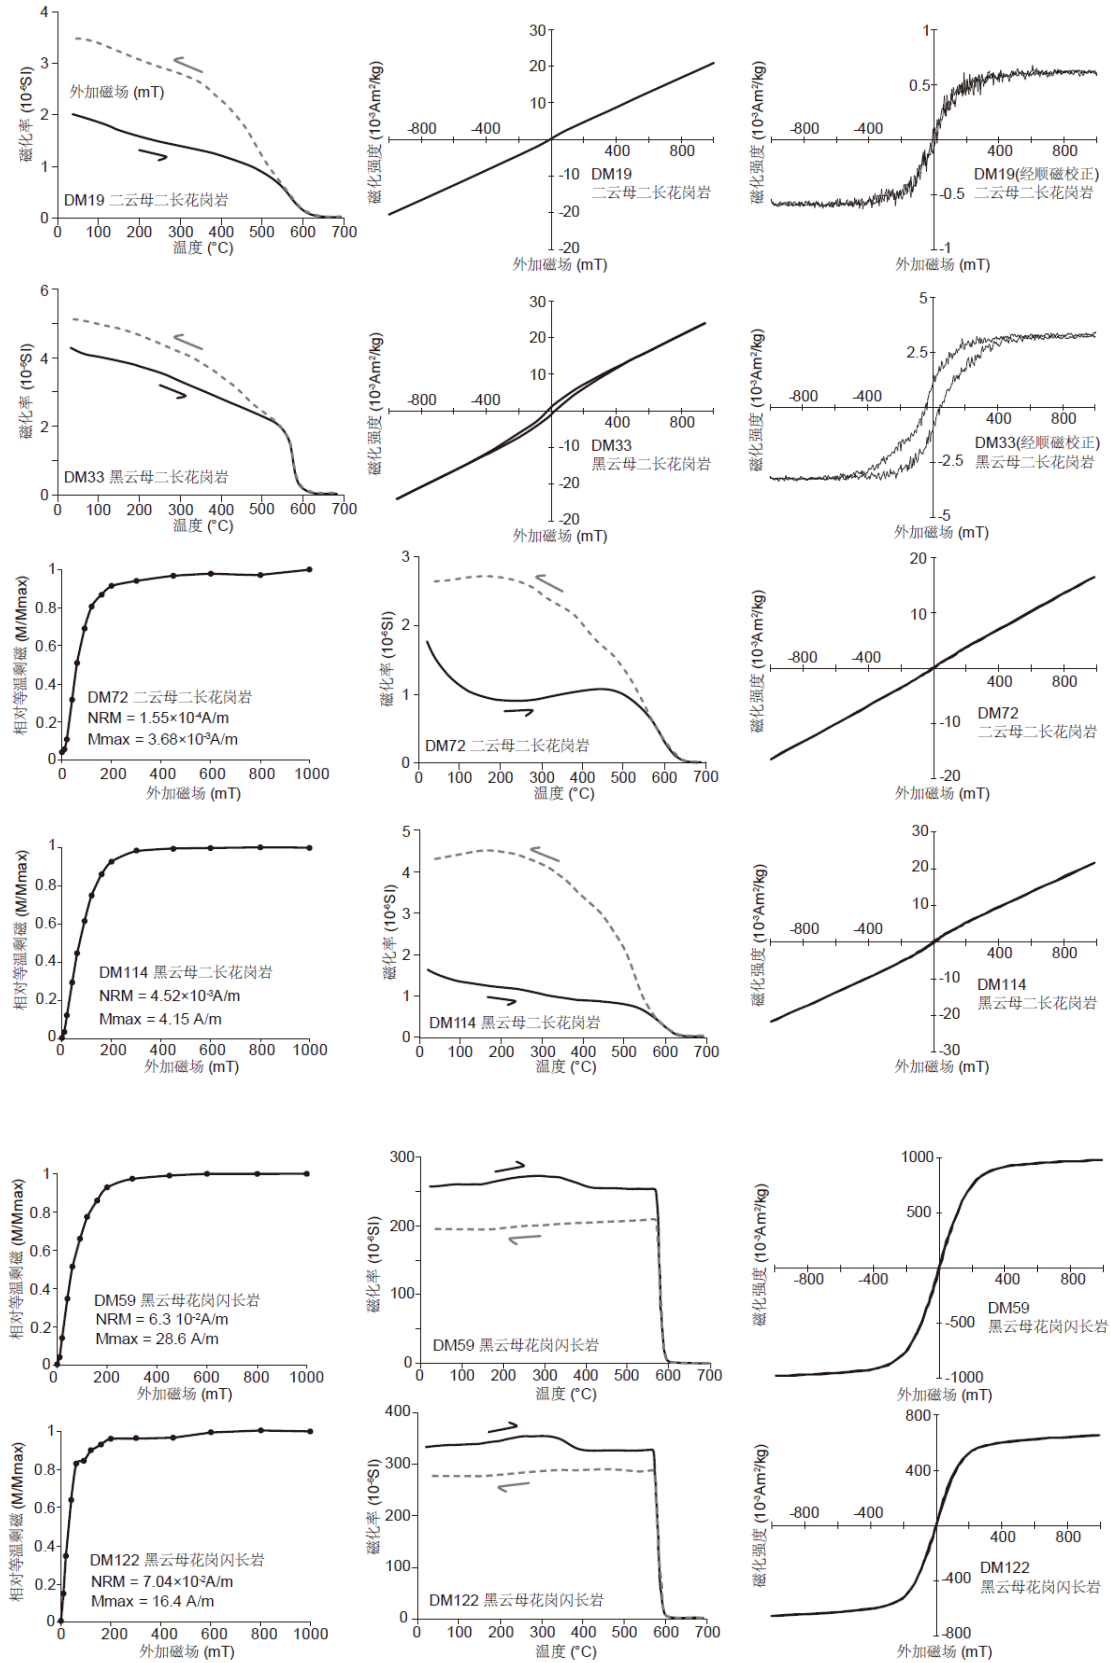 磁化率 (10⁻⁶SI)
4
3
2
1
0
外加磁场 (mT)
DM19 二云母二长花岗岩
0 100 200 300 400 500 600 700
温度 (°C)
磁化强度 (10⁻³Am²/kg)
30
20
10
-800 -400
400 800
-10
-20
-20
DM19
二云母二长花岗岩
外加磁场 (mT)
磁化强度 (10⁻³Am²/kg)
1
0.5
-800 -400
400 800
-0.5
-1
DM19(经顺磁校正)
二云母二长花岗岩
外加磁场 (mT)
磁化率 (10⁻⁶SI)
6
4
2
0
DM33 黑云母二长花岗岩
0 100 200 300 400 500 600 700
温度 (°C)
磁化强度 (10⁻³Am²/kg)
30
20
10
-800 -400
400 800
-10
-20
-20
DM33
黑云母二长花岗岩
外加磁场 (mT)
磁化强度 (10⁻³Am²/kg)
5
2.5
-800 -400
400 800
-2.5
-5
DM33(经顺磁校正)
黑云母二长花岗岩
外加磁场 (mT)
相对等温剩磁 (M/Mmax)
1
0.8
0.6
0.4
0.2
0
DM72 二云母二长花岗岩
NRM = 1.55×10⁻⁴A/m
Mmax = 3.68×10⁻³A/m
0 200 400 600 800 1000
外加磁场 (mT)
磁化率 (10⁻⁶SI)
3
2
1
0
DM72 二云母二长花岗岩
0 100 200 300 400 500 600 700
温度 (°C)
磁化强度 (10⁻³Am²/kg)
20
10
-800 -400
400 800
-10
-20
DM72
二云母二长花岗岩
外加磁场 (mT)
相对等温剩磁 (M/Mmax)
1
0.8
0.6
0.4
0.2
0
DM114 黑云母二长花岗岩
NRM = 4.52×10⁻³A/m
Mmax = 4.15 A/m
0 200 400 600 800 1000
外加磁场 (mT)
磁化率 (10⁻⁶SI)
5
4
3
2
1
0
DM114 黑云母二长花岗岩
0 100 200 300 400 500 600 700
温度 (°C)
磁化强度 (10⁻³Am²/kg)
30
20
10
-800 -400
400 800
-10
-20
-30
DM114
黑云母二长花岗岩
外加磁场 (mT)
相对等温剩磁 (M/Mmax)
1
0.8
0.6
0.4
0.2
0
DM59 黑云母花岗闪长岩
NRM = 6.3 10⁻²A/m
Mmax = 28.6 A/m
0 200 400 600 800 1000
外加磁场 (mT)
磁化率 (10⁻⁶SI)
300
200
100
0
DM59 黑云母花岗闪长岩
0 100 200 300 400 500 600 700
温度 (°C)
磁化强度 (10⁻³Am²/kg)
1000
500
-800 -400
400 800
-500
-1000
DM59
黑云母花岗闪长岩
外加磁场 (mT)
相对等温剩磁 (M/Mmax)
1
0.8
0.6
0.4
0.2
0
DM122 黑云母花岗闪长岩
NRM = 7.04×10⁻²A/m
Mmax = 16.4 A/m
0 200 400 600 800 1000
外加磁场 (mT)
磁化率 (10⁻⁶SI)
400
300
200
100
0
DM122 黑云母花岗闪长岩
0 100 200 300 400 500 600 700
温度 (°C)
磁化强度 (10⁻³Am²/kg)
800
400
-800 -400
400 800
-400
-800
DM122
黑云母花岗闪长岩
外加磁场 (mT)